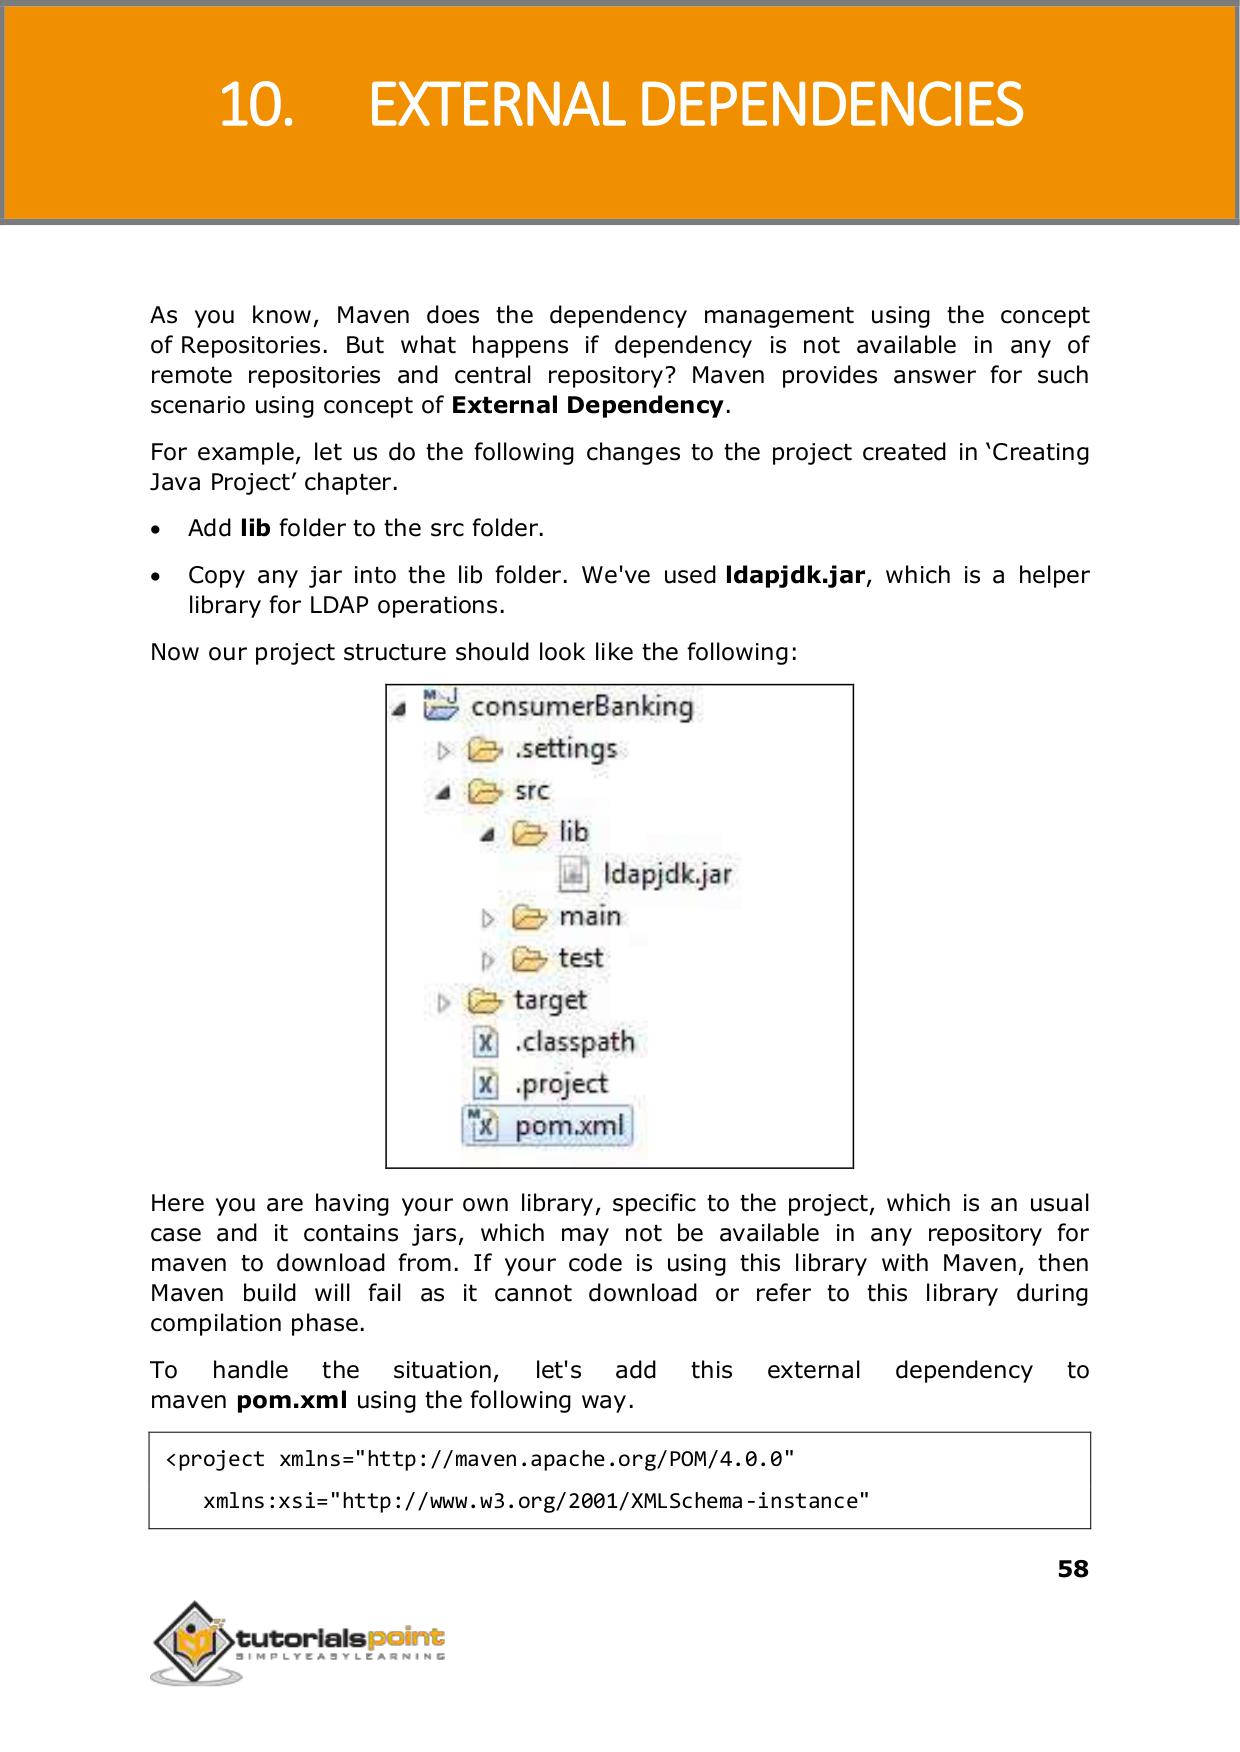 10. EXTERNAL DEPENDENCIES
As you know, Maven does the dependency management using the concept
of Repositories. But what happens if dependency is not available in any of
remote repositories and central repository? Maven provides answer for such
scenario using concept of External Dependency.
For example, let us do the following changes to the project created in ‘Creating
Java Project’ chapter.
• Add lib folder to the src folder.
• Copy any jar into the lib folder. We've used ldapjdk.jar, which is a helper
library for LDAP operations.
Now our project structure should look like the following:
consumerBanking
.settings
src
lib
ldapjdk.jar
main
test
target
.classpath
.project
pom.xml
Here you are having your own library, specific to the project, which is an usual
case and it contains jars, which may not be available in any repository for
maven to download from. If your code is using this library with Maven, then
Maven build will fail as it cannot download or refer to this library during
compilation phase.
To handle the situation, let's add this external dependency to
maven pom.xml using the following way.
<project xmlns="http://maven.apache.org/POM/4.0.0"
xmlns:xsi="http://www.w3.org/2001/XMLSchema-instance"
58
tutorialspoint
SIMPLYEASYLEARNING